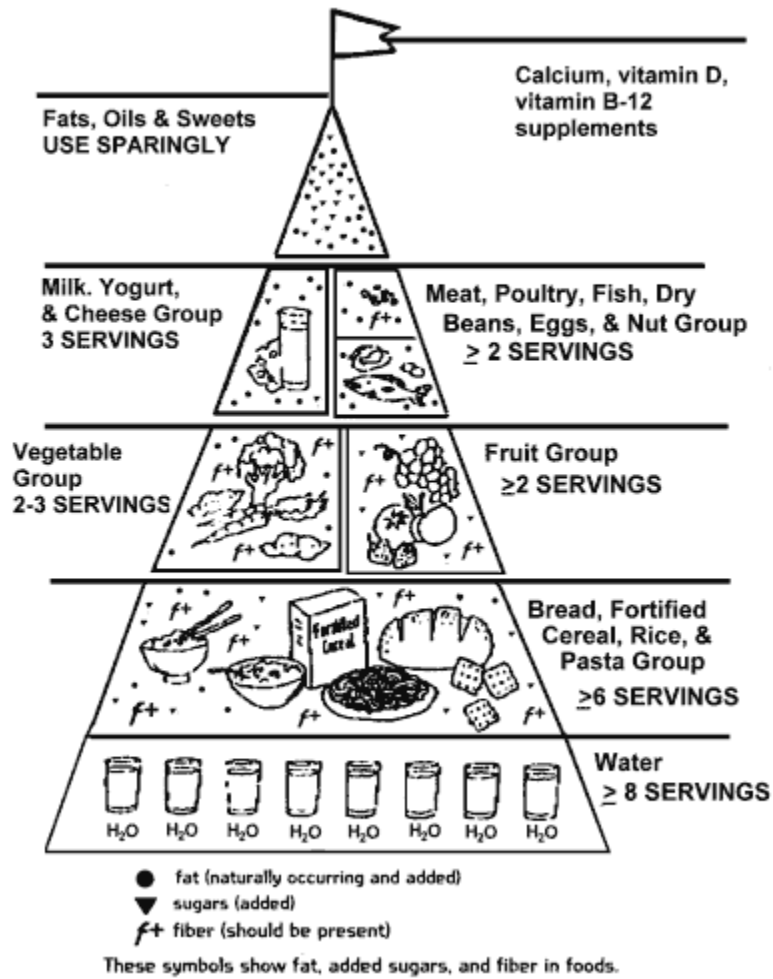 Calcium, vitamin D,
vitamin B-12
supplements
Fats, Oils & Sweets
USE SPARINGLY
Milk. Yogurt,
& Cheese Group
3 SERVINGS
Meat, Poultry, Fish, Dry
Beans, Eggs, & Nut Group
≥ 2 SERVINGS
f+
Vegetable
Group
2-3 SERVINGS
f+
f+
f+
Fruit Group
≥2 SERVINGS
f+
f+
Bread, Fortified
Cereal, Rice, &
Pasta Group
≥6 SERVINGS
f+
f+
f+
f+
f+
f+
Fortified
Cereal
Water
≥ 8 SERVINGS
H₂O H₂O H₂O H₂O H₂O H₂O H₂O H₂O
fat (naturally occurring and added)
sugars (added)
f+ fiber (should be present)
These symbols show fat, added sugars, and fiber in foods.